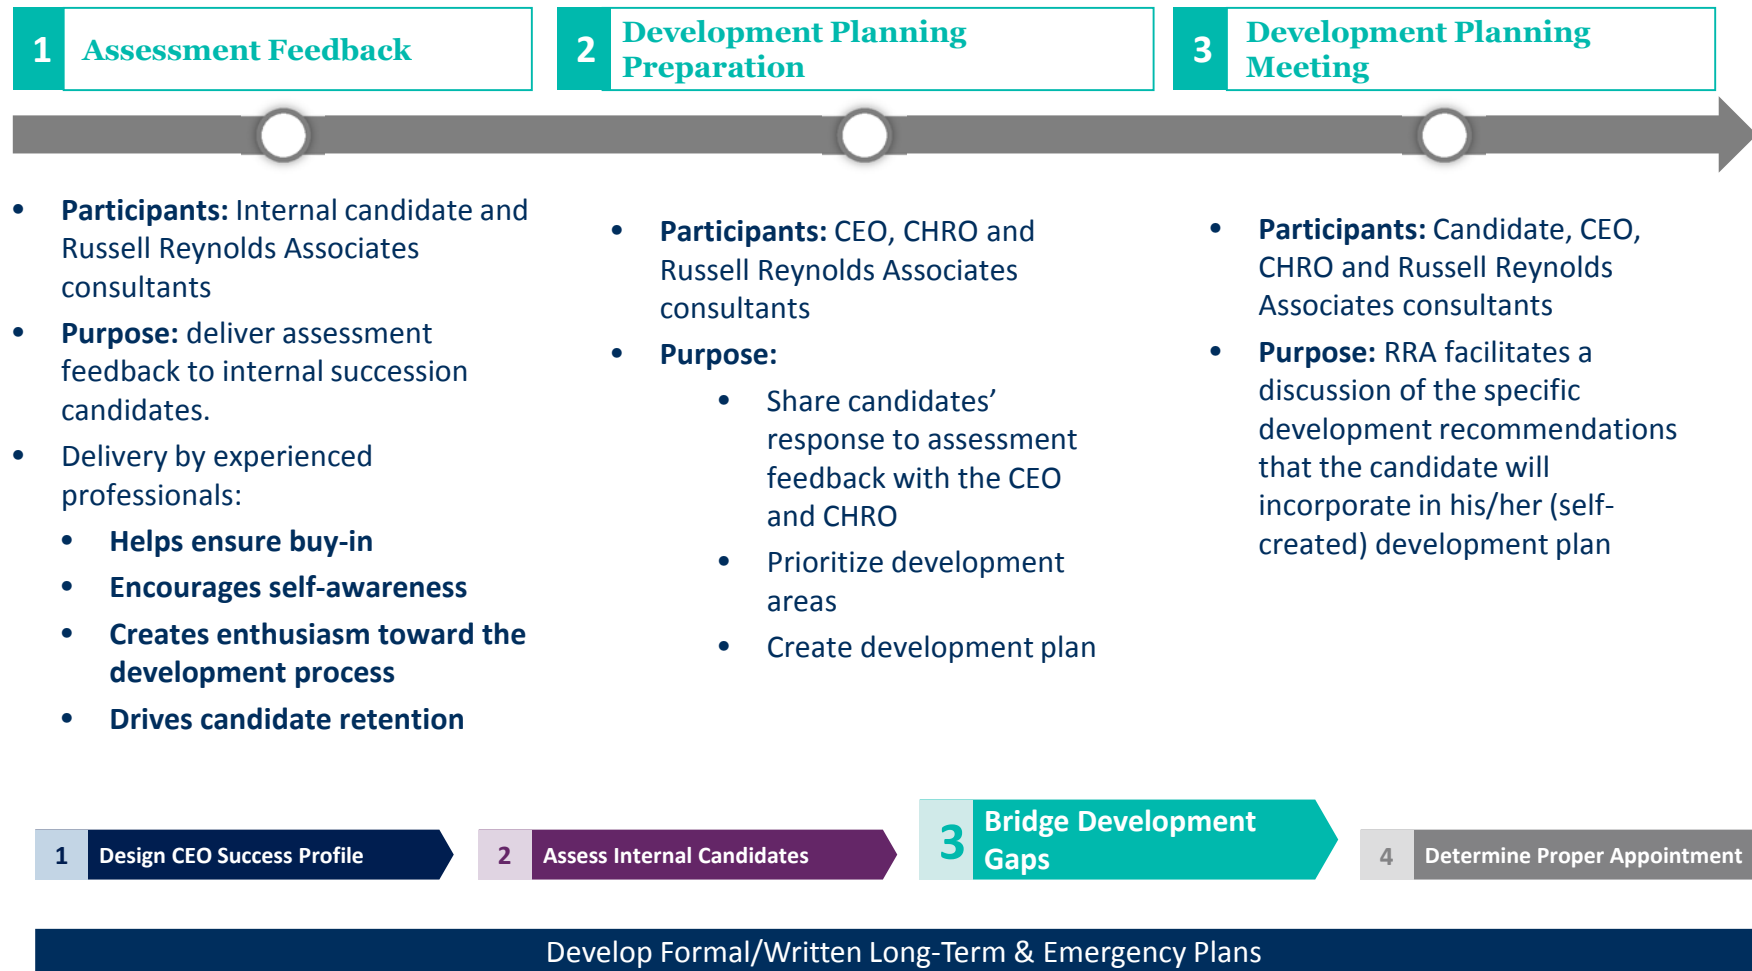 1 Assessment Feedback
2 Development Planning
Preparation
3 Development Planning
Meeting
• Participants: Internal candidate and
Russell Reynolds Associates
consultants
• Purpose: deliver assessment
feedback to internal succession
candidates.
• Delivery by experienced
professionals:
• Helps ensure buy-in
• Encourages self-awareness
• Creates enthusiasm toward the
development process
• Drives candidate retention
• Participants: CEO, CHRO and
Russell Reynolds Associates
consultants
• Purpose:
• Share candidates’
response to assessment
feedback with the CEO
and CHRO
• Prioritize development
areas
• Create development plan
• Participants: Candidate, CEO,
CHRO and Russell Reynolds
Associates consultants
• Purpose: RRA facilitates a
discussion of the specific
development recommendations
that the candidate will
incorporate in his/her (self-
created) development plan
1 Design CEO Success Profile
2 Assess Internal Candidates
3 Bridge Development
Gaps
4 Determine Proper Appointment
Develop Formal/Written Long-Term & Emergency Plans